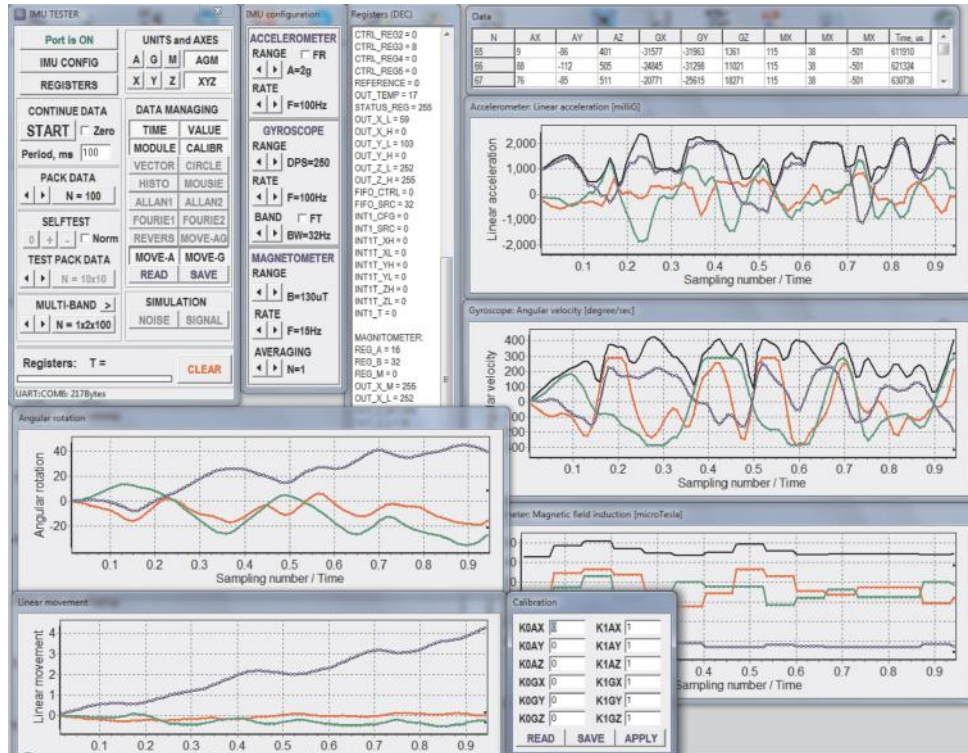 IMU TESTER
Port is ON
IMU CONFIG
REGISTERS
CONTINUE DATA
START Zero
Period, ms 100
PACK DATA
N = 100
SELFTEST
0 + - Norm
TEST PACK DATA
N = 10x10
MULTI-BAND >
N = 1x2x100
UNITS and AXES
A G M AGM
X Y Z XYZ
DATA MANAGING
TIME VALUE
MODULE CALIBR
VECTOR CIRCLE
HISTO MOUSIE
ALLAN1 ALLAN2
FOURIE1 FOURIE2
REVERS MOVE-AG
MOVE-A MOVE-G
READ SAVE
SIMULATION
NOISE SIGNAL
Registers: T =
CLEAR
UART:COM6: 217Bytes
IMU configuration
ACCELEROMETER
RANGE FR
A=2g
RATE
F=100Hz
GYROSCOPE
RANGE
DPS=250
RATE
F=100Hz
BAND FT
BW=32Hz
MAGNETOMETER
RANGE
B=130uT
RATE
F=15Hz
AVERAGING
N=1
Registers (DEC)
CTRL_REG2 = 0
CTRL_REG3 = 8
CTRL_REG4 = 0
CTRL_REG5 = 0
REFERENCE = 0
OUT_TEMP = 17
STATUS_REG = 255
OUT_X_L = 59
OUT_X_H = 0
OUT_Y_L = 103
OUT_Y_H = 0
OUT_Z_L = 252
OUT_Z_H = 255
FIFO_CTRL = 0
FIFO_SRC = 32
INT1_CFG = 0
INT1_SRC = 0
INT1T_XH = 0
INT1T_XL = 0
INT1T_YH = 0
INT1T_YL = 0
INT1T_ZH = 0
INT1T_ZL = 0
INT1_T = 0
MAGNITOMETER:
REG_A = 16
REG_B = 32
REG_M = 0
OUT_X_M = 255
OUT_X_L = 252
Data
N AX AY AZ GX GY GZ MX MX MX Time, us
65 9 -86 401 -31577 -31963 1361 115 38 -501 611910
66 88 -112 505 -24845 -31298 11021 115 38 -501 621324
67 76 -85 511 -20771 -25615 18271 115 38 -501 630738
Accelerometer: Linear acceleration [milliG]
Linear acceleration
2,000
1,000
0
-1,000
-2,000
0.1 0.2 0.3 0.4 0.5 0.6 0.7 0.8 0.9
Sampling number / Time
Gyroscope: Angular velocity [degree/sec]
velocity
400
300
200
100
0
0.1 0.2 0.3 0.4 0.5 0.6 0.7 0.8 0.9
Sampling number / Time
Angular rotation
Angular rotation
40
20
0
-20
0.1 0.2 0.3 0.4 0.5 0.6 0.7 0.8 0.9
Sampling number / Time
meter: Magnetic field induction [microTesla]
0.5 0.6 0.7 0.8 0.9
Sampling number / Time
Linear movement
Linear movement
4
3
2
1
0
0.1 0.2 0.3 0.4 0.5 0.6 0.7 0.8 0.9
Calibration
K0AX 0 K1AX 1
K0AY 0 K1AY 1
K0AZ 0 K1AZ 1
K0GX 0 K1GX 1
K0GY 0 K1GY 1
K0GZ 0 K1GZ 1
READ SAVE APPLY